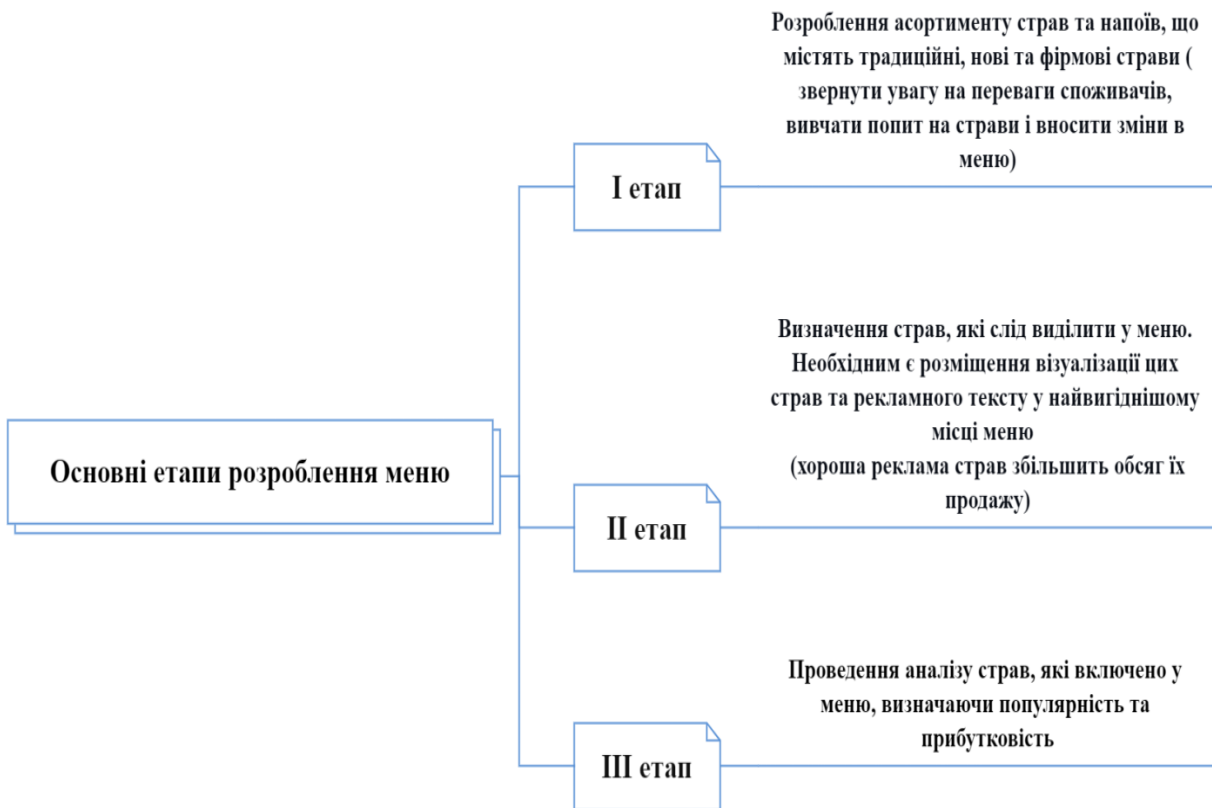 Основні етапи розроблення меню
І етап
Розроблення асортименту страв та напоїв, що
містять традиційні, нові та фірмові страви (
звернути увагу на переваги споживачів,
вивчати попит на страви і вносити зміни в
меню)
ІІ етап
Визначення страв, які слід виділити у меню.
Необхідним є розміщення візуалізації цих
страв та рекламного тексту у найвигіднішому
місці меню
(хороша реклама страв збільшить обсяг їх
продажу)
ІІІ етап
Проведення аналізу страв, які включено у
меню, визначаючи популярність та
прибутковість